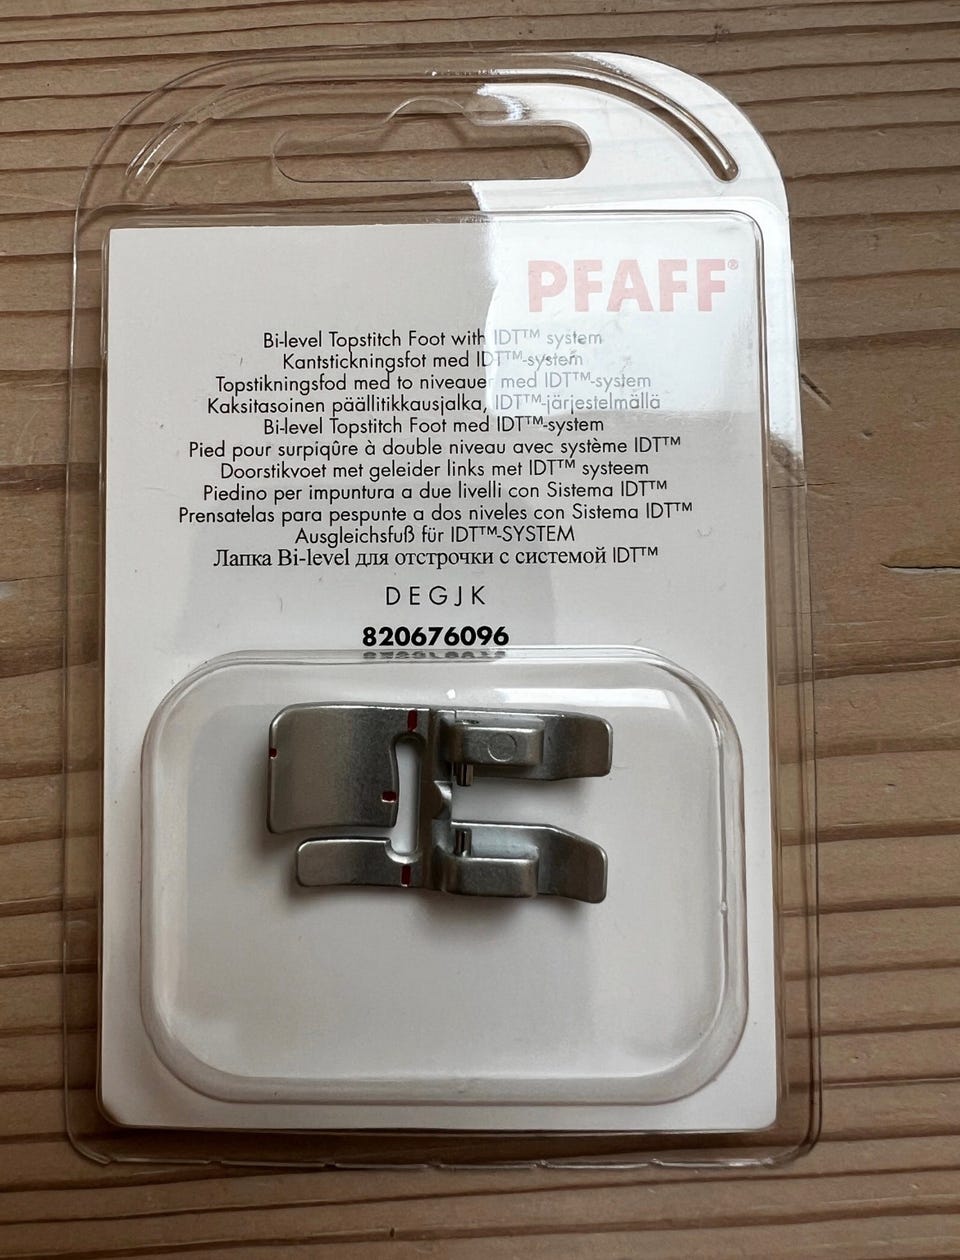 PFAFF®
Bi-level Topstitch Foot with IDT™ system
Kantstickningsfot med IDT™-system
Topstikningsfod med to niveauer med IDT™-system
Kaksitasoinen päällitikkausjalka, IDT™-järjestelmällä
Bi-level Topstitch Foot med IDT™-system
Pied pour surpiqûre à double niveau avec système IDT™
Doorstikvoet met geleider links met IDT™ systeem
Piedino per impuntura a due livelli con Sistema IDT™
Prensatelas para pespunte a dos niveles con Sistema IDT™
Ausgleichsfuß für IDT™-SYSTEM
Лапка Bi-level для отстрочки с системой IDT™
D E G J K
820676096